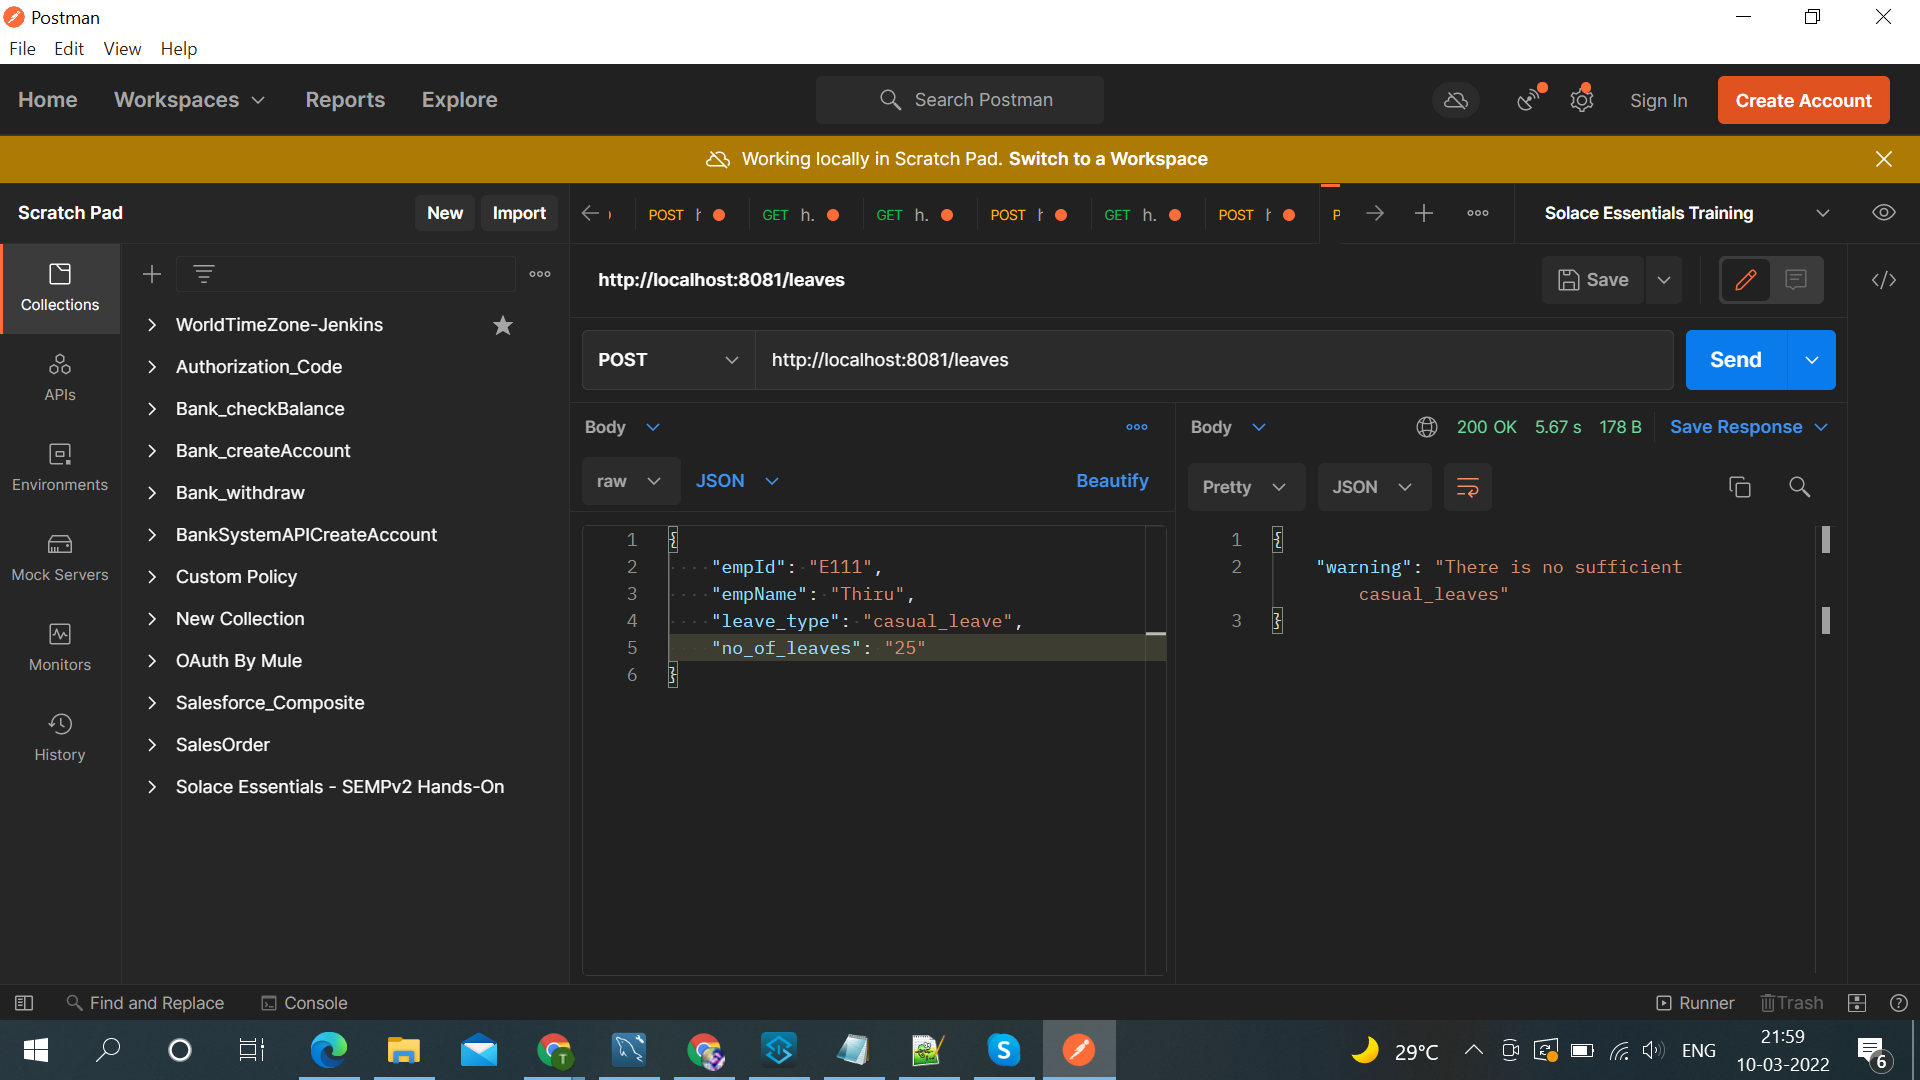 Postman
File Edit View Help
Home Workspaces Reports Explore
Search Postman
Sign In
Create Account
Working locally in Scratch Pad. Switch to a Workspace
Scratch Pad
New
Import
POST
GET h.
GET h.
POST
GET h.
POST
Solace Essentials Training
Collections
APIs
Environments
Mock Servers
Monitors
History
WorldTimeZone-Jenkins
Authorization_Code
Bank_checkBalance
Bank_createAccount
Bank_withdraw
BankSystemAPICreateAccount
Custom Policy
New Collection
OAuth By Mule
Salesforce_Composite
SalesOrder
Solace Essentials - SEMPv2 Hands-On
http://localhost:8081/leaves
Save
POST
http://localhost:8081/leaves
Send
Body
raw
JSON
Beautify
1 {
2 "empId": "E111",
3 "empName": "Thiru",
4 "leave_type": "casual_leave",
5 "no_of_leaves": "25"
6 }
Body
200 OK 5.67 s 178 B
Save Response
Pretty
JSON
1 {
2 "warning": "There is no sufficient
casual_leaves"
3 }
Find and Replace
Console
Runner
Trash
T
S
29°C
ENG
21:59
10-03-2022
6